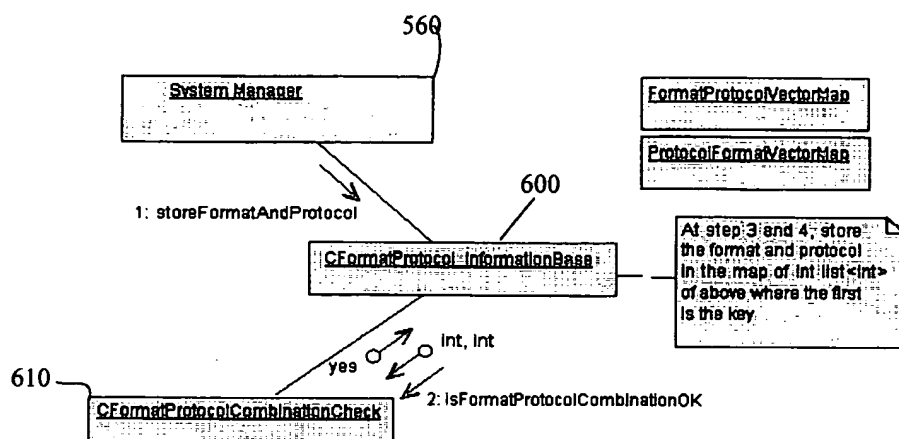 560
System Manager
FormatProtocolVectorMap
ProtocolFormatVectorMap
1: storeFormatAndProtocol
600
CFormatProtocol_InformationBase
At step 3 and 4, store
the format and protocol
in the map of int list<int>
of above where the first
is the key
yes
int, int
610
2: isFormatProtocolCombinationOK
CFormatProtocolCombinationCheck